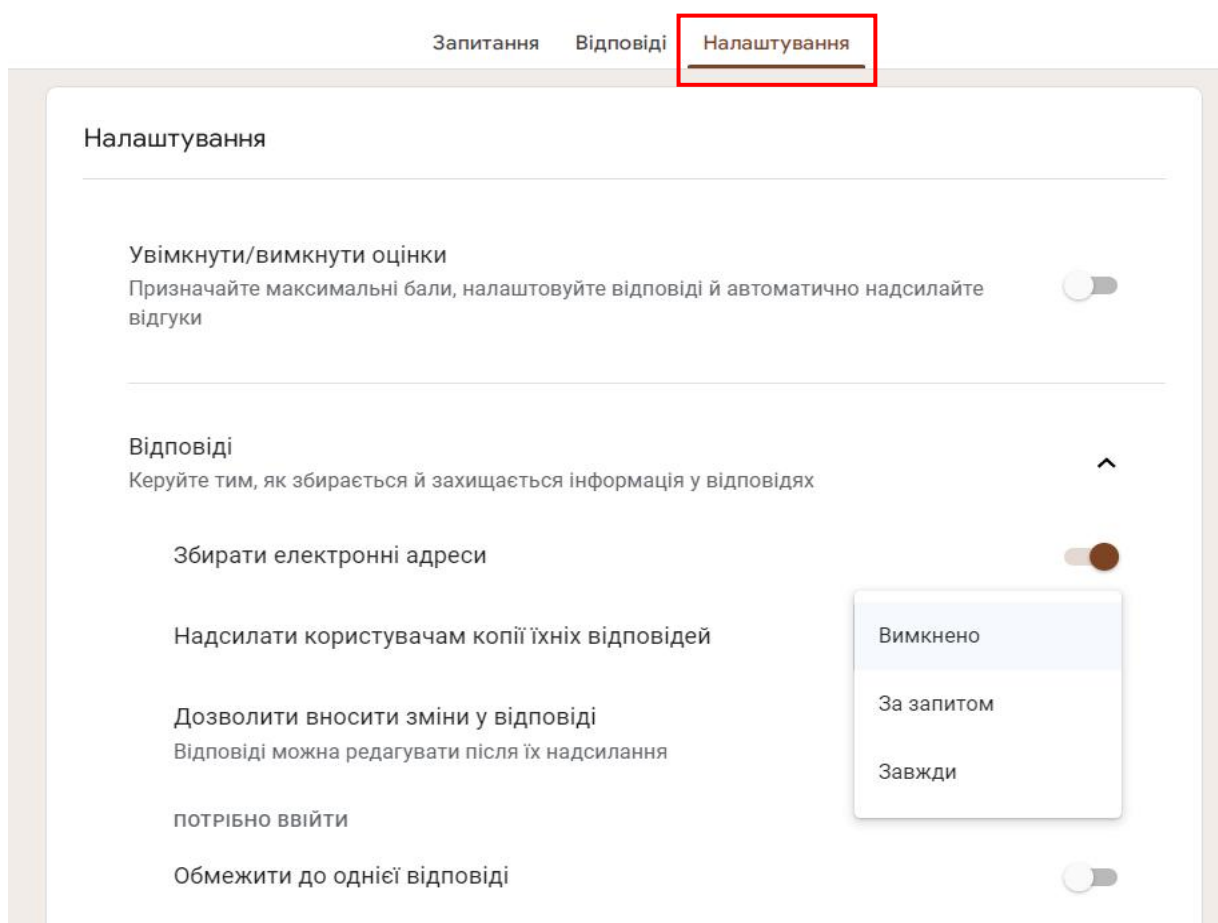 Запитання Відповіді Налаштування
Налаштування
Увімкнути/вимкнути оцінки
Призначайте максимальні бали, налаштовуйте відповіді й автоматично надсилайте
відгуки
Відповіді
Керуйте тим, як збирається й захищається інформація у відповідях
Збирати електронні адреси
Надсилати користувачам копії їхніх відповідей
Вимкнено
За запитом
Дозволити вносити зміни у відповіді
Відповіді можна редагувати після їх надсилання
Завжди
ПОТРІБНО ВВІЙТИ
Обмежити до однієї відповіді